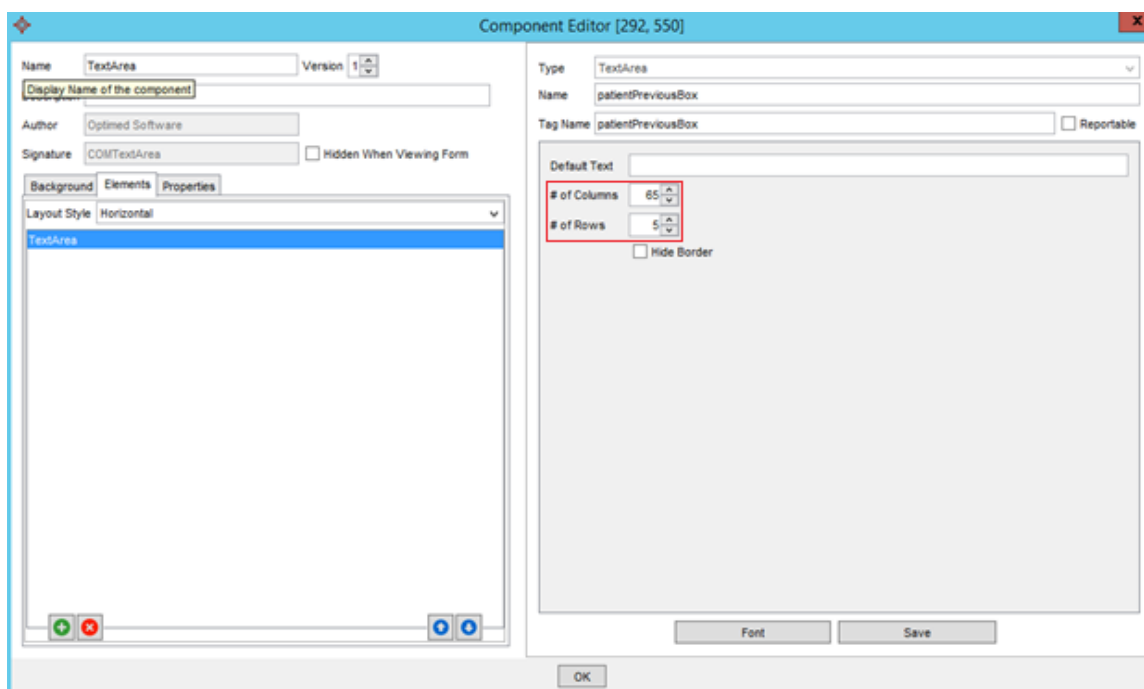 Component Editor [292, 550]
x
Name TextArea Version 1
Display Name of the component
Author Optimed Software
Signature COMTextArea Hidden When Viewing Form
Background Elements Properties
Layout Style Horizontal
TextArea
Type TextArea
Name patientPreviousBox
Tag Name patientPreviousBox Reportable
Default Text
# of Columns 65
# of Rows 5
Hide Border
Font Save
OK